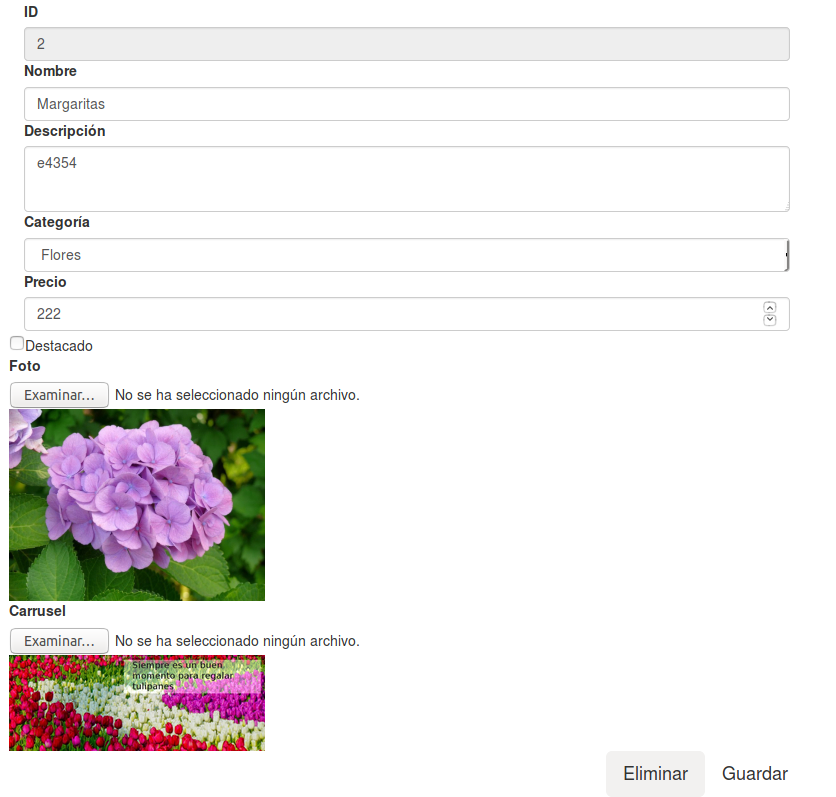 ID
2
Nombre
Margaritas
Descripción
e4354
Categoría
Flores
Precio
222
Destacado
Foto
Examinar... No se ha seleccionado ningún archivo.
Carrusel
Examinar... No se ha seleccionado ningún archivo.
Siempre es un buen
momento para regalar
tulipanes
Eliminar Guardar